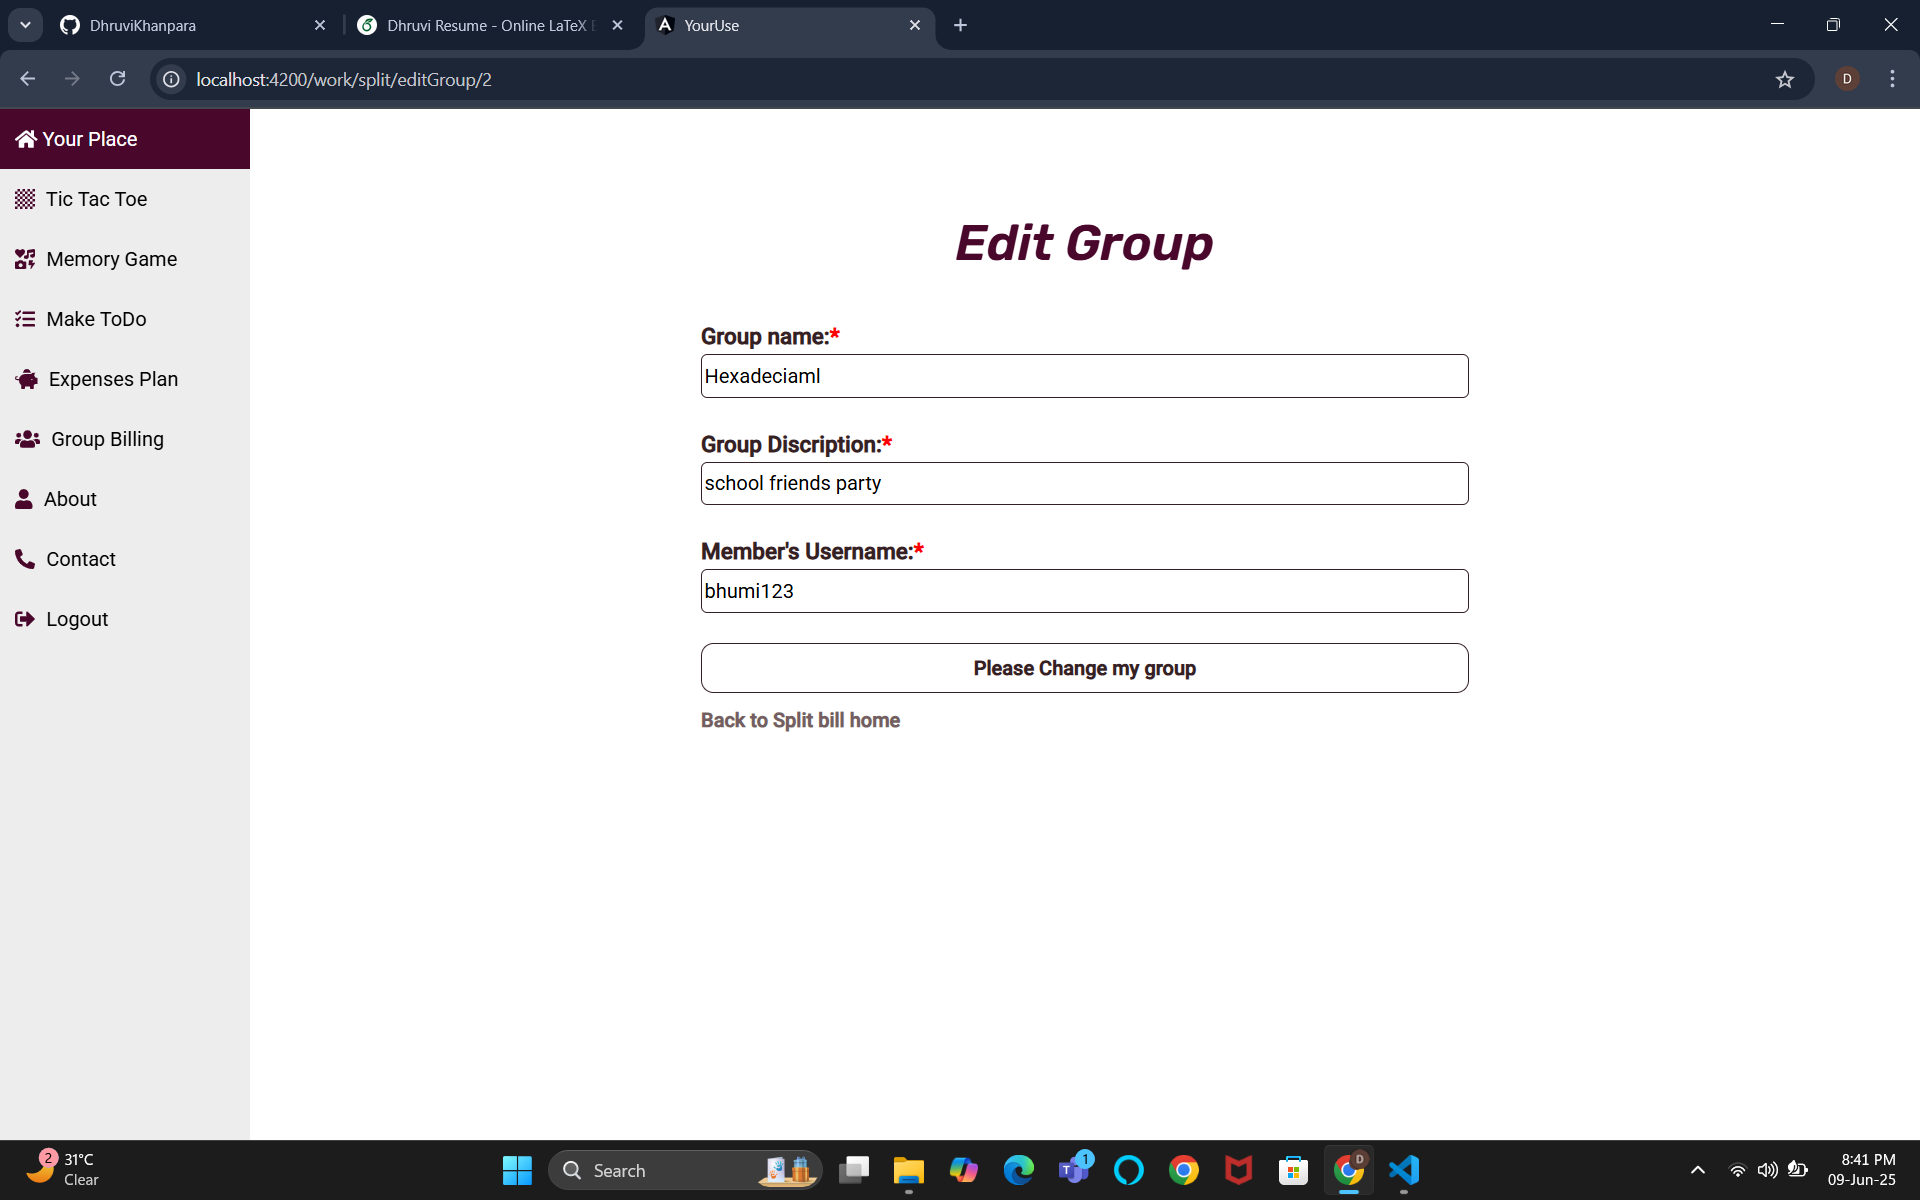 DhruviKhanpara
Dhruvi Resume - Online LaTeX E
YourUse
localhost:4200/work/split/editGroup/2
D
Your Place
Tic Tac Toe
Memory Game
Make ToDo
Expenses Plan
Group Billing
About
Contact
Logout
Edit Group
Group name:*
Hexadeciaml
Group Discription:*
school friends party
Member's Username:*
bhumi123
Please Change my group
Back to Split bill home
2
31°C
Clear
Search
T
1
D
8:41 PM
09-Jun-25